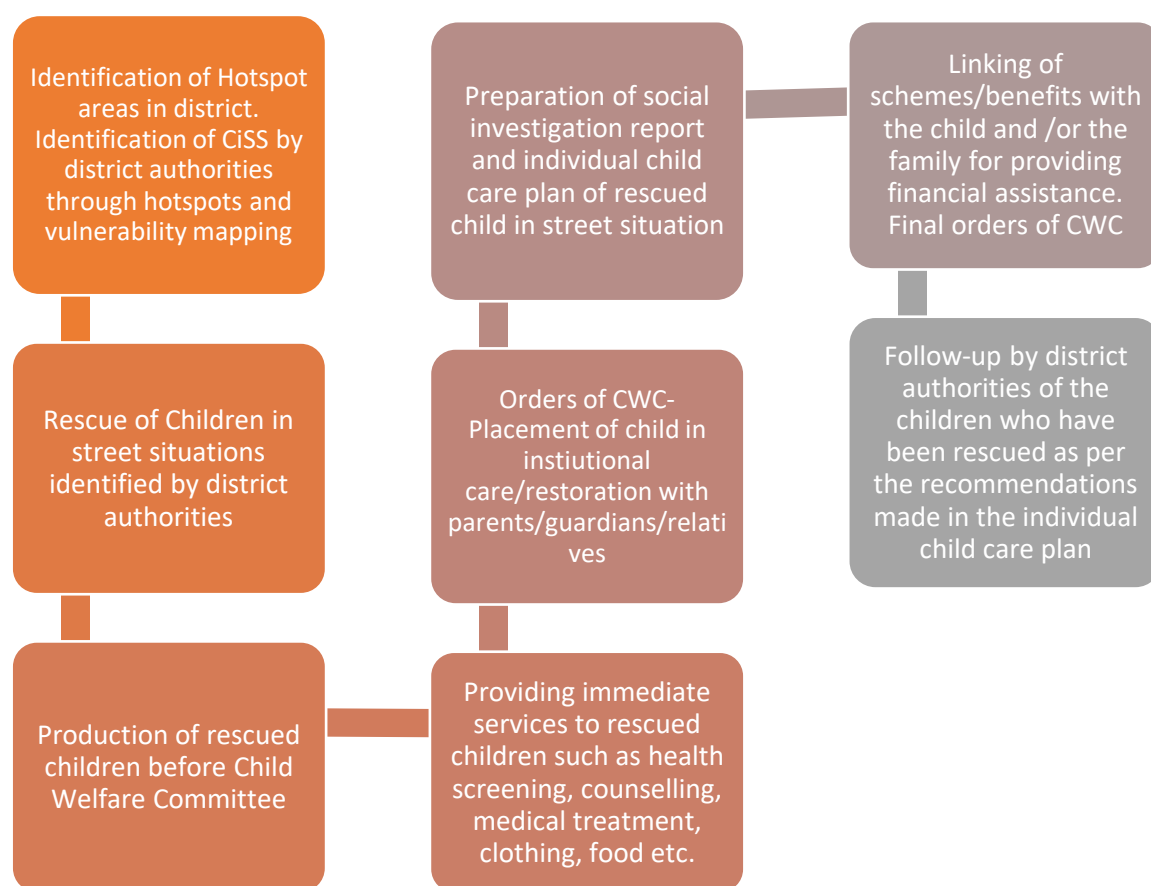 Identification of Hotspot
areas in district.
Identification of CiSS by
district authorities
through hotspots and
vulnerability mapping
Rescue of Children in
street situations
identified by district
authorities
Production of rescued
children before Child
Welfare Committee
Providing immediate
services to rescued
children such as health
screening, counselling,
medical treatment,
clothing, food etc.
Orders of CWC-
Placement of child in
instiutional
care/restoration with
parents/guardians/relati
ves
Preparation of social
investigation report
and individual child
care plan of rescued
child in street situation
Linking of
schemes/benefits with
the child and /or the
family for providing
financial assistance.
Final orders of CWC
Follow-up by district
authorities of the
children who have
been rescued as per
the recommendations
made in the individual
child care plan